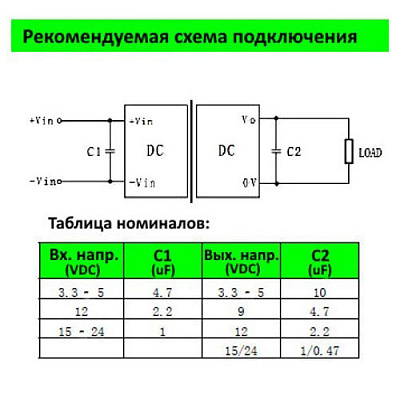 Рекомендуемая схема подключения
+Vin +Vin Vo
C1 DC DC C2 LOAD
-Vin -Vin 0V
Таблица номиналов:
Вх. напр. (VDC) C1 (uF) Вых. напр. (VDC) C2 (uF)
3.3 - 5 4.7 3.3 - 5 10
12 2.2 9 4.7
15 - 24 1 12 2.2
15/24 1/0.47